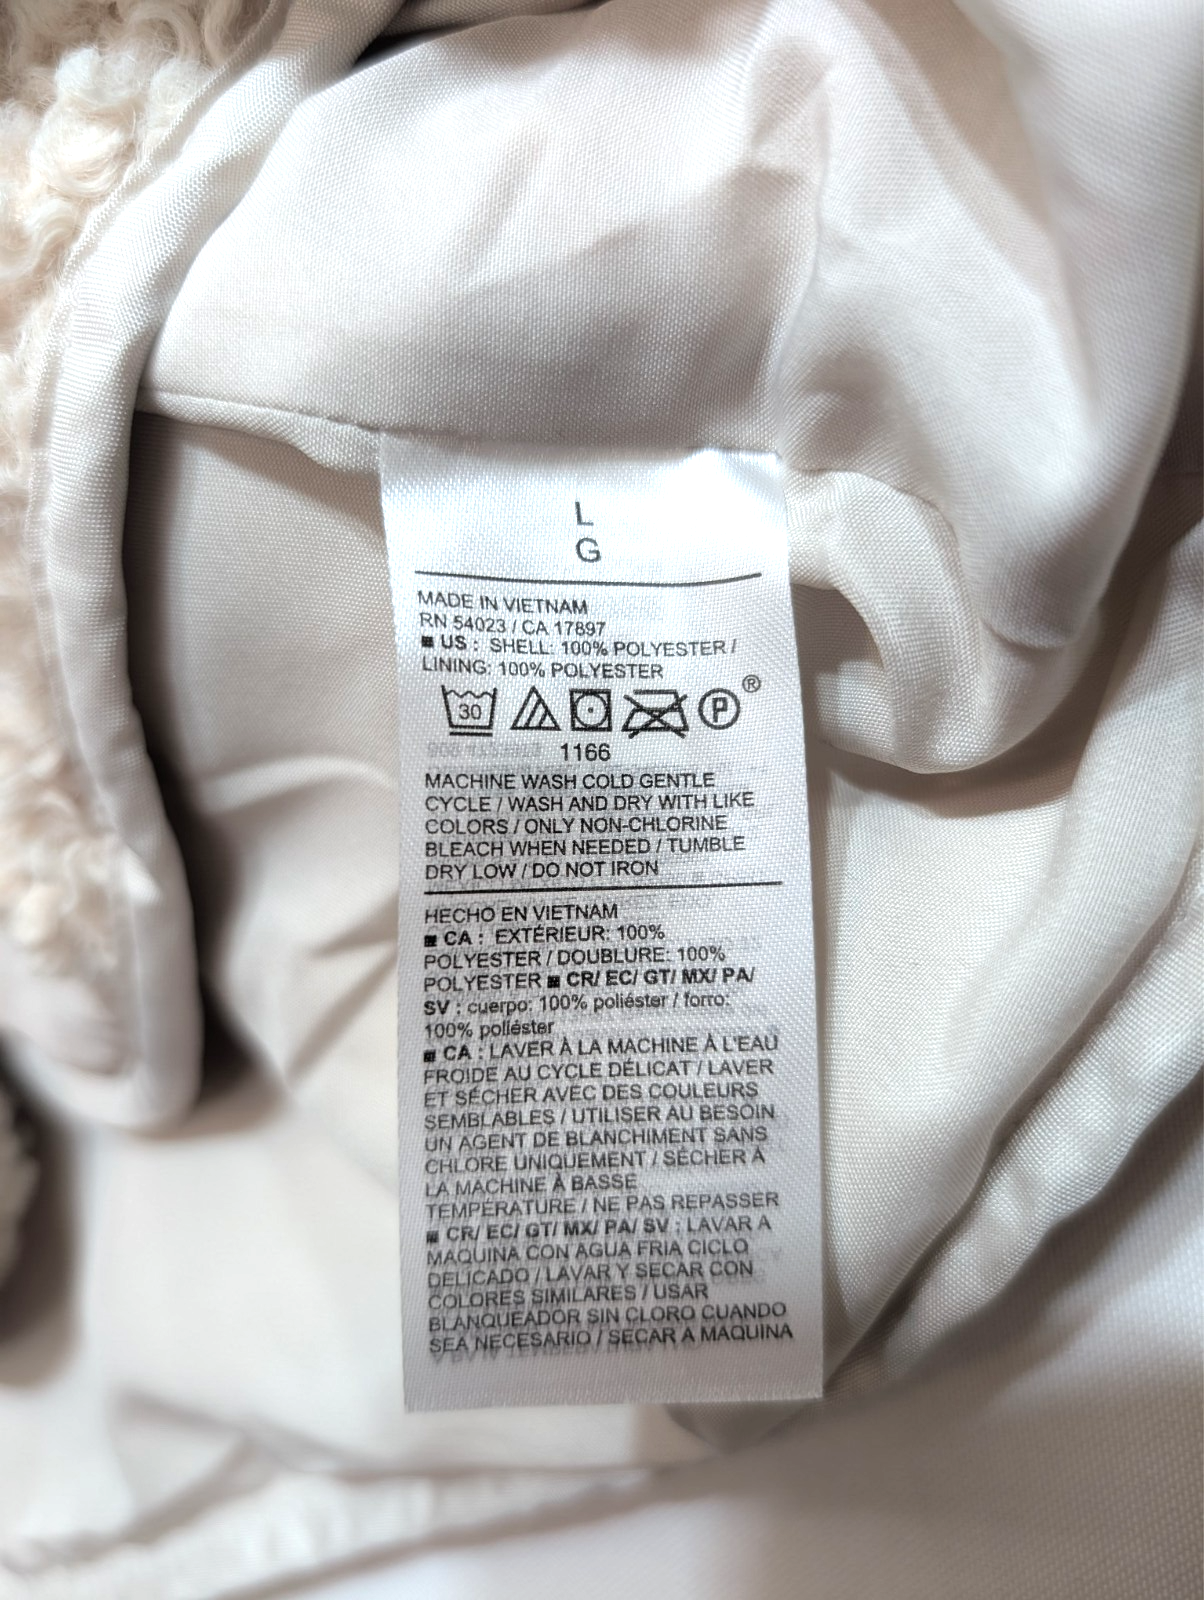 L
G
MADE IN VIETNAM
RN 54023 / CA 17897
■ US : SHELL: 100% POLYESTER /
LINING: 100% POLYESTER
30
P
®
1166
MACHINE WASH COLD GENTLE
CYCLE / WASH AND DRY WITH LIKE
COLORS / ONLY NON-CHLORINE
BLEACH WHEN NEEDED / TUMBLE
DRY LOW / DO NOT IRON
HECHO EN VIETNAM
■ CA : EXTÉRIEUR: 100%
POLYESTER / DOUBLURE: 100%
POLYESTER ■ CR/ EC/ GT/ MX/ PA/
SV : cuerpo: 100% poliéster / forro:
100% poliéster
■ CA : LAVER À LA MACHINE À L'EAU
FROIDE AU CYCLE DÉLICAT / LAVER
ET SÉCHER AVEC DES COULEURS
SEMBLABLES / UTILISER AU BESOIN
UN AGENT DE BLANCHIMENT SANS
CHLORE UNIQUEMENT / SÉCHER À
LA MACHINE À BASSE
TEMPÉRATURE / NE PAS REPASSER
■ CR/ EC/ GT/ MX/ PA/ SV : LAVAR A
MAQUINA CON AGUA FRIA CICLO
DELICADO / LAVAR Y SECAR CON
COLORES SIMILARES / USAR
BLANQUEADOR SIN CLORO CUANDO
SEA NECESARIO / SECAR A MAQUINA